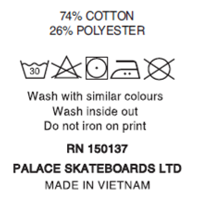 74% COTTON
26% POLYESTER
30
Wash with similar colours
Wash inside out
Do not iron on print
RN 150137
PALACE SKATEBOARDS LTD
MADE IN VIETNAM